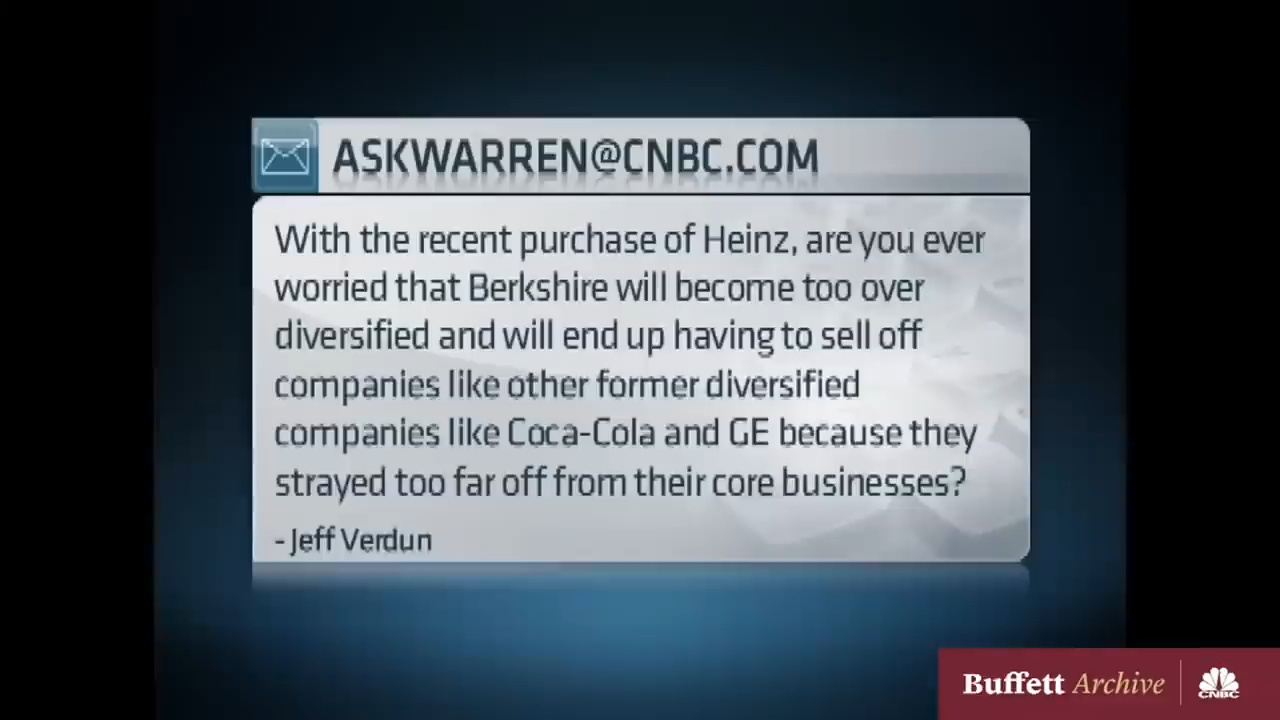 ASKWARREN@CNBC.COM
With the recent purchase of Heinz, are you ever
worried that Berkshire will become too over
diversified and will end up having to sell off
companies like other former diversified
companies like Coca-Cola and GE because they
strayed too far off from their core businesses?
- Jeff Verdun
Buffett Archive
CNBC